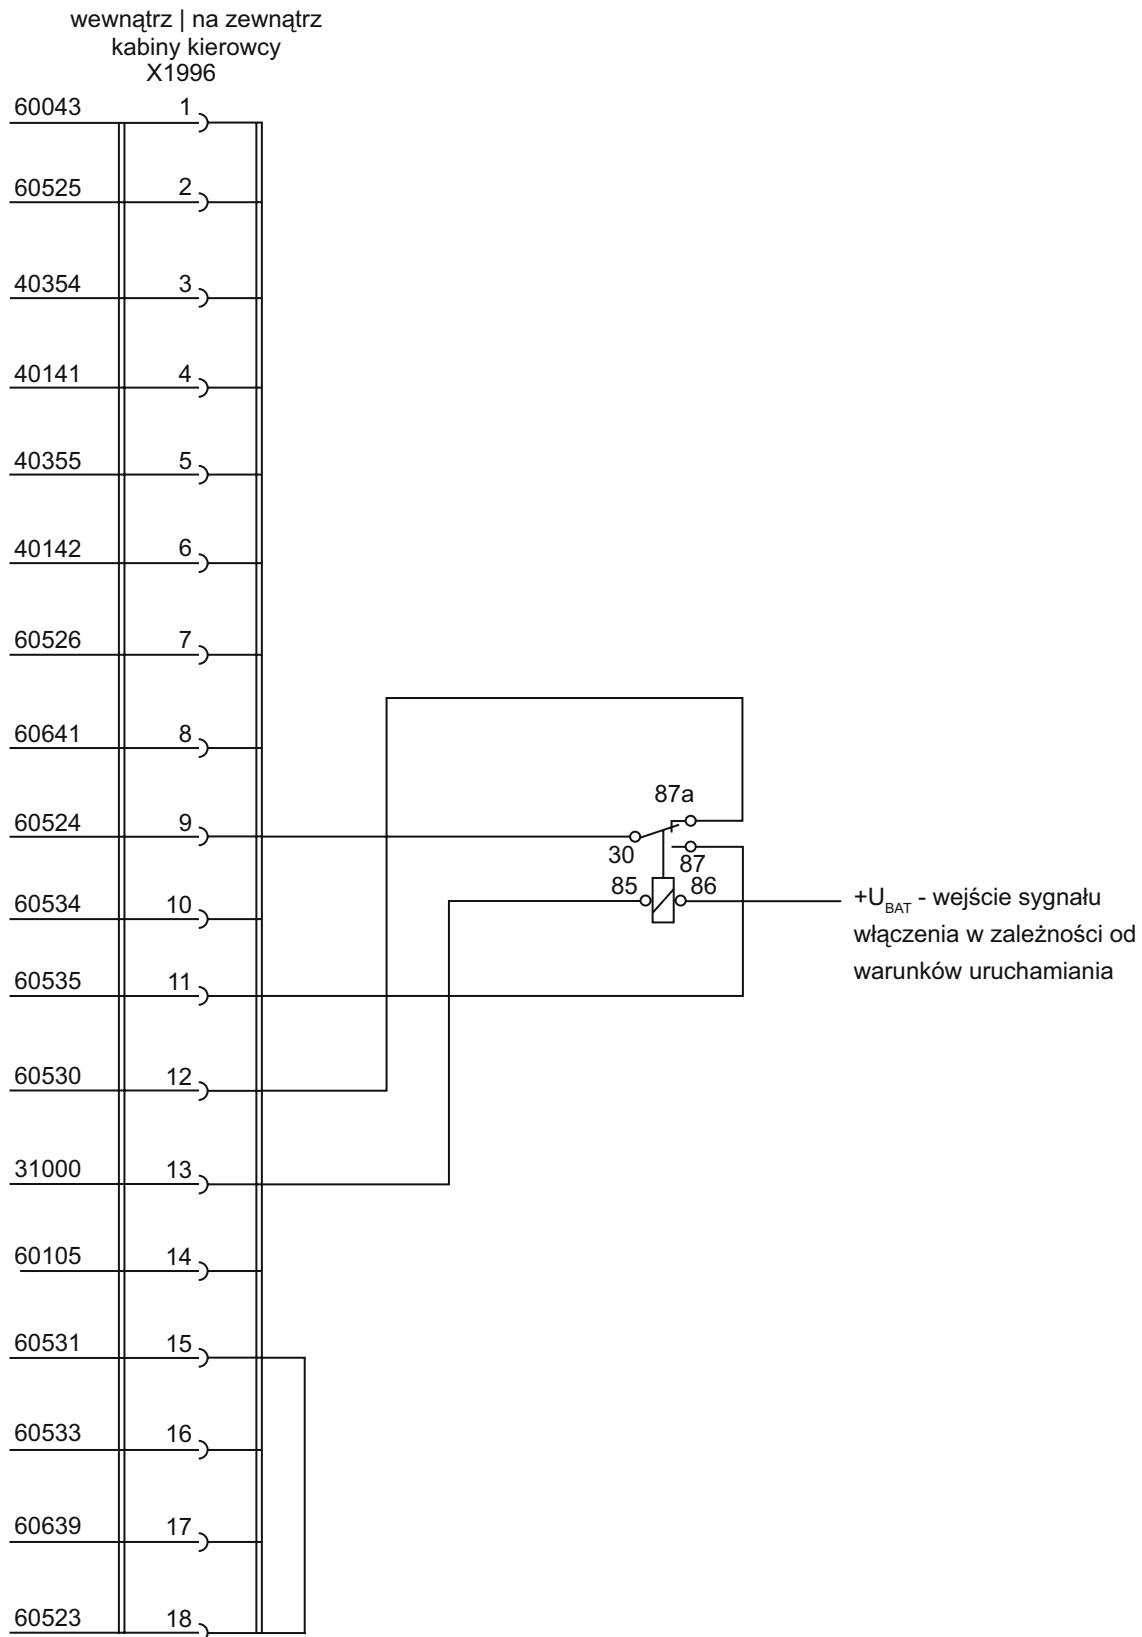 wewnątrz | na zewnątrz
kabiny kierowcy
X1996
60043 1
60525 2
40354 3
40141 4
40355 5
40142 6
60526 7
60641 8
87a
60524 9
30 87
85 86
+U_BAT - wejście sygnału
włączenia w zależności od
warunków uruchamiania
60534 10
60535 11
60530 12
31000 13
60105 14
60531 15
60533 16
60639 17
60523 18